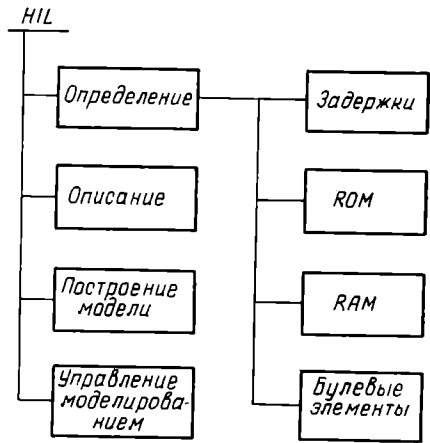 HIL
Определение
Задержки
Описание
ROM
Построение
модели
RAM
Управление
моделирова-
нием
Булевые
элементы